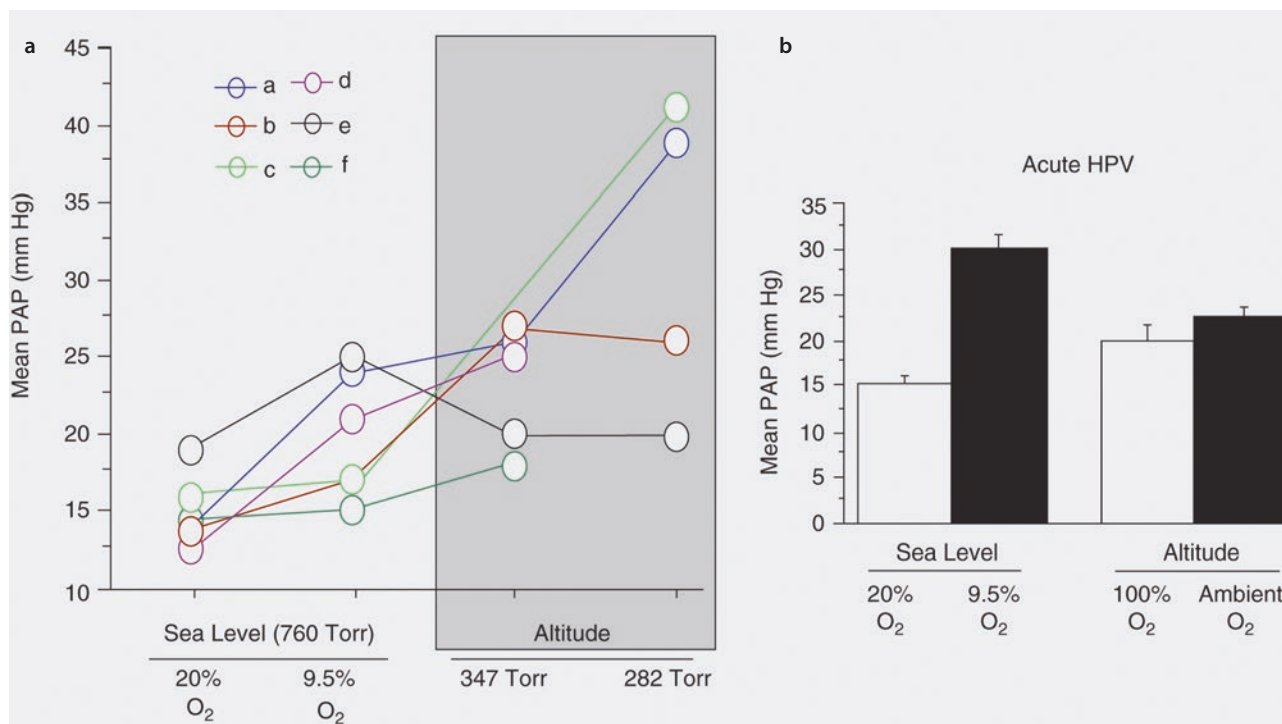 a
45
40
35
30
25
20
15
10
Mean PAP (mm Hg)
a
b
c
d
e
f
Sea Level (760 Torr)
Altitude
20%
O2
9.5%
O2
347 Torr
282 Torr
b
Acute HPV
35
30
25
20
15
10
5
0
Mean PAP (mm Hg)
Sea Level
Altitude
20%
O2
9.5%
O2
100%
O2
Ambient
O2